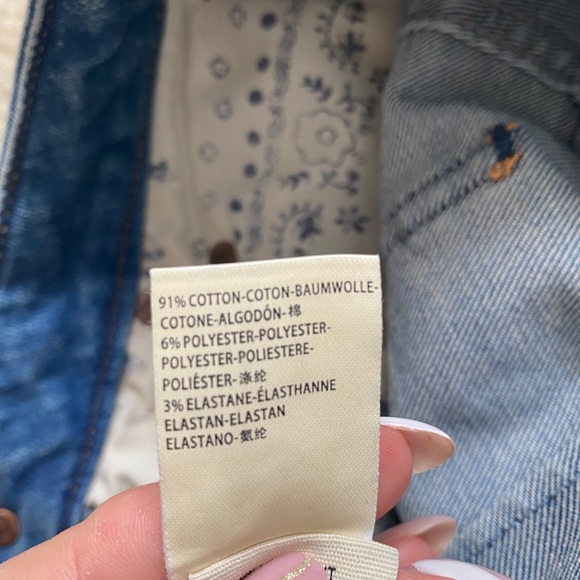 91% COTTON-COTON-BAUMWOLLE-
COTONE-ALGODÓN-棉
6% POLYESTER-POLYESTER-
POLYESTER-POLIESTERE-
POLIÉSTER-涤纶
3% ELASTANE-ÉLASTHANNE
ELASTAN-ELASTAN
ELASTANO-氨纶